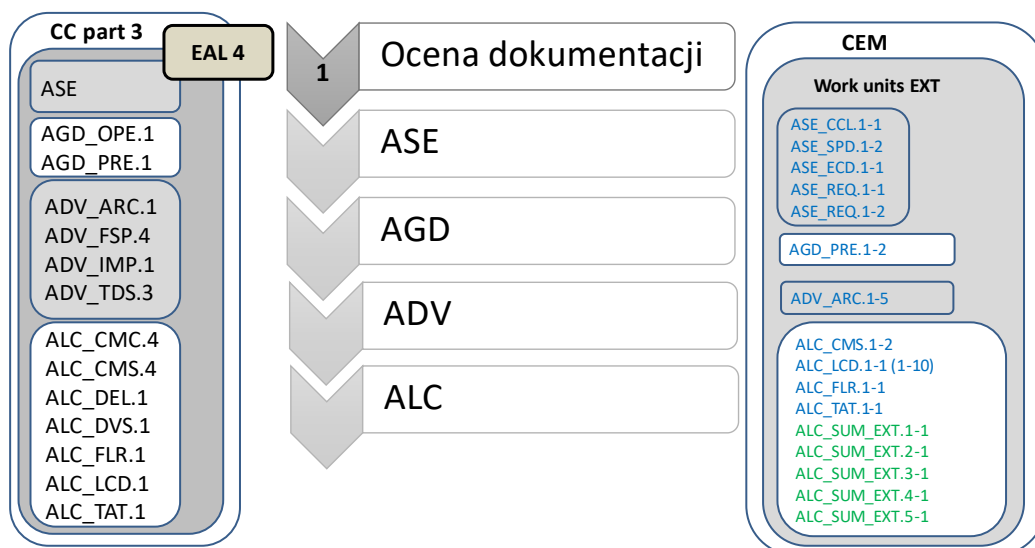 CC part 3
EAL 4
ASE
AGD_OPE.1
AGD_PRE.1
ADV_ARC.1
ADV_FSP.4
ADV_IMP.1
ADV_TDS.3
ALC_CMC.4
ALC_CMS.4
ALC_DEL.1
ALC_DVS.1
ALC_FLR.1
ALC_LCD.1
ALC_TAT.1
1
Ocena dokumentacji
ASE
AGD
ADV
ALC
CEM
Work units EXT
ASE_CCL.1-1
ASE_SPD.1-2
ASE_ECD.1-1
ASE_REQ.1-1
ASE_REQ.1-2
AGD_PRE.1-2
ADV_ARC.1-5
ALC_CMS.1-2
ALC_LCD.1-1 (1-10)
ALC_FLR.1-1
ALC_TAT.1-1
ALC_SUM_EXT.1-1
ALC_SUM_EXT.2-1
ALC_SUM_EXT.3-1
ALC_SUM_EXT.4-1
ALC_SUM_EXT.5-1